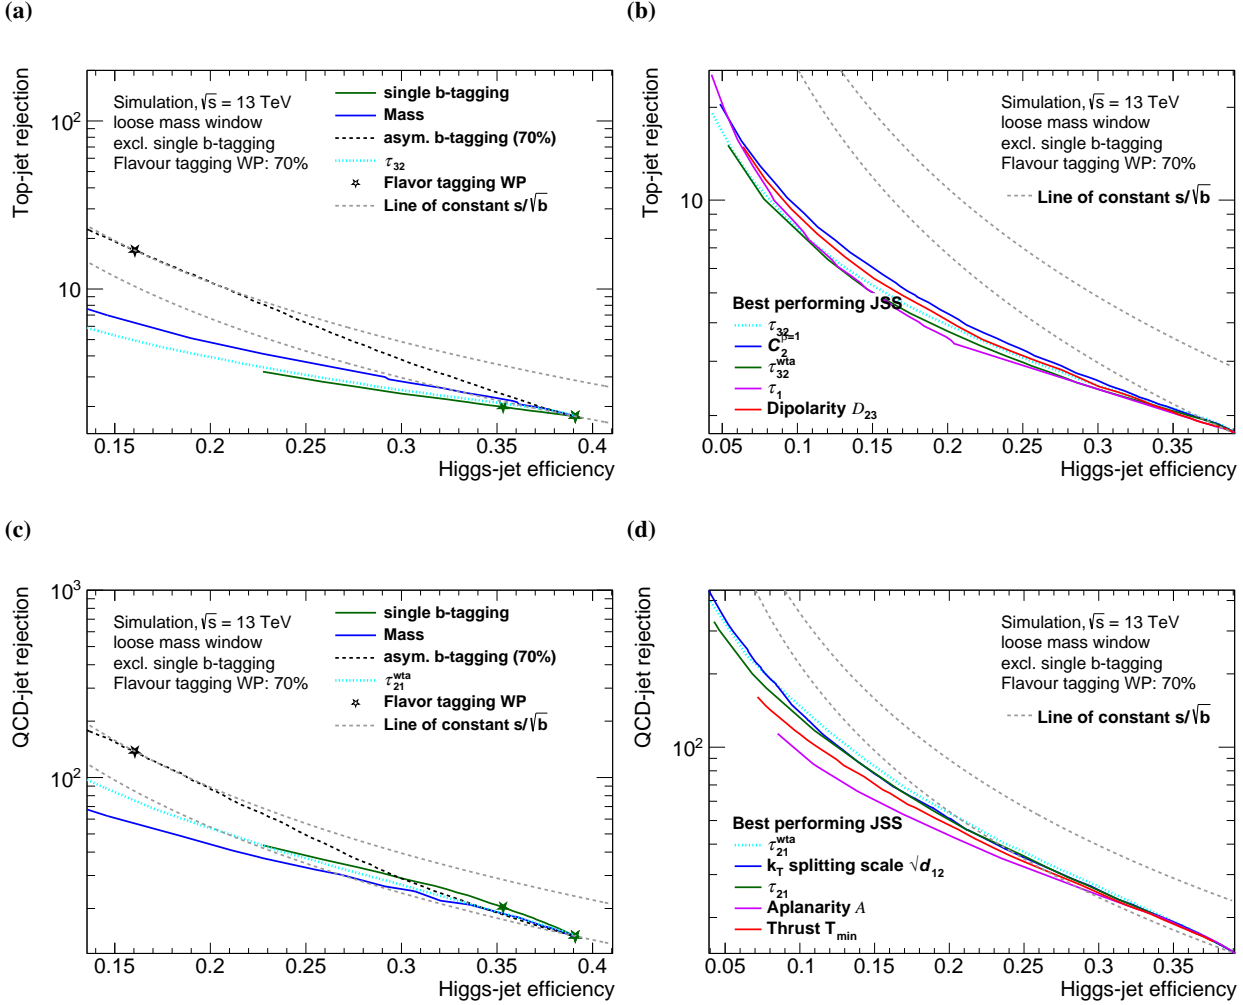 (a)
Top-jet rejection
10²
10
Simulation, √s = 13 TeV
loose mass window
excl. single b-tagging
Flavour tagging WP: 70%
single b-tagging
Mass
asym. b-tagging (70%)
τ₃₂
Flavor tagging WP
Line of constant s/√b
0.15 0.2 0.25 0.3 0.35 0.4
Higgs-jet efficiency
(b)
Top-jet rejection
10
Simulation, √s = 13 TeV
loose mass window
excl. single b-tagging
Flavour tagging WP: 70%
Line of constant s/√b
Best performing JSS
τ₃₂
C₂^β=1
τ₃₂^wta
τ₁
Dipolarity D₂₃
0.05 0.1 0.15 0.2 0.25 0.3 0.35
Higgs-jet efficiency
(c)
QCD-jet rejection
10³
10²
Simulation, √s = 13 TeV
loose mass window
excl. single b-tagging
Flavour tagging WP: 70%
single b-tagging
Mass
asym. b-tagging (70%)
τ₂₁^wta
Flavor tagging WP
Line of constant s/√b
0.15 0.2 0.25 0.3 0.35 0.4
Higgs-jet efficiency
(d)
QCD-jet rejection
10²
Simulation, √s = 13 TeV
loose mass window
excl. single b-tagging
Flavour tagging WP: 70%
Line of constant s/√b
Best performing JSS
τ₂₁^wta
k_T splitting scale √d₁₂
τ₂₁
Aplanarity A
Thrust T_min
0.05 0.1 0.15 0.2 0.25 0.3 0.35
Higgs-jet efficiency